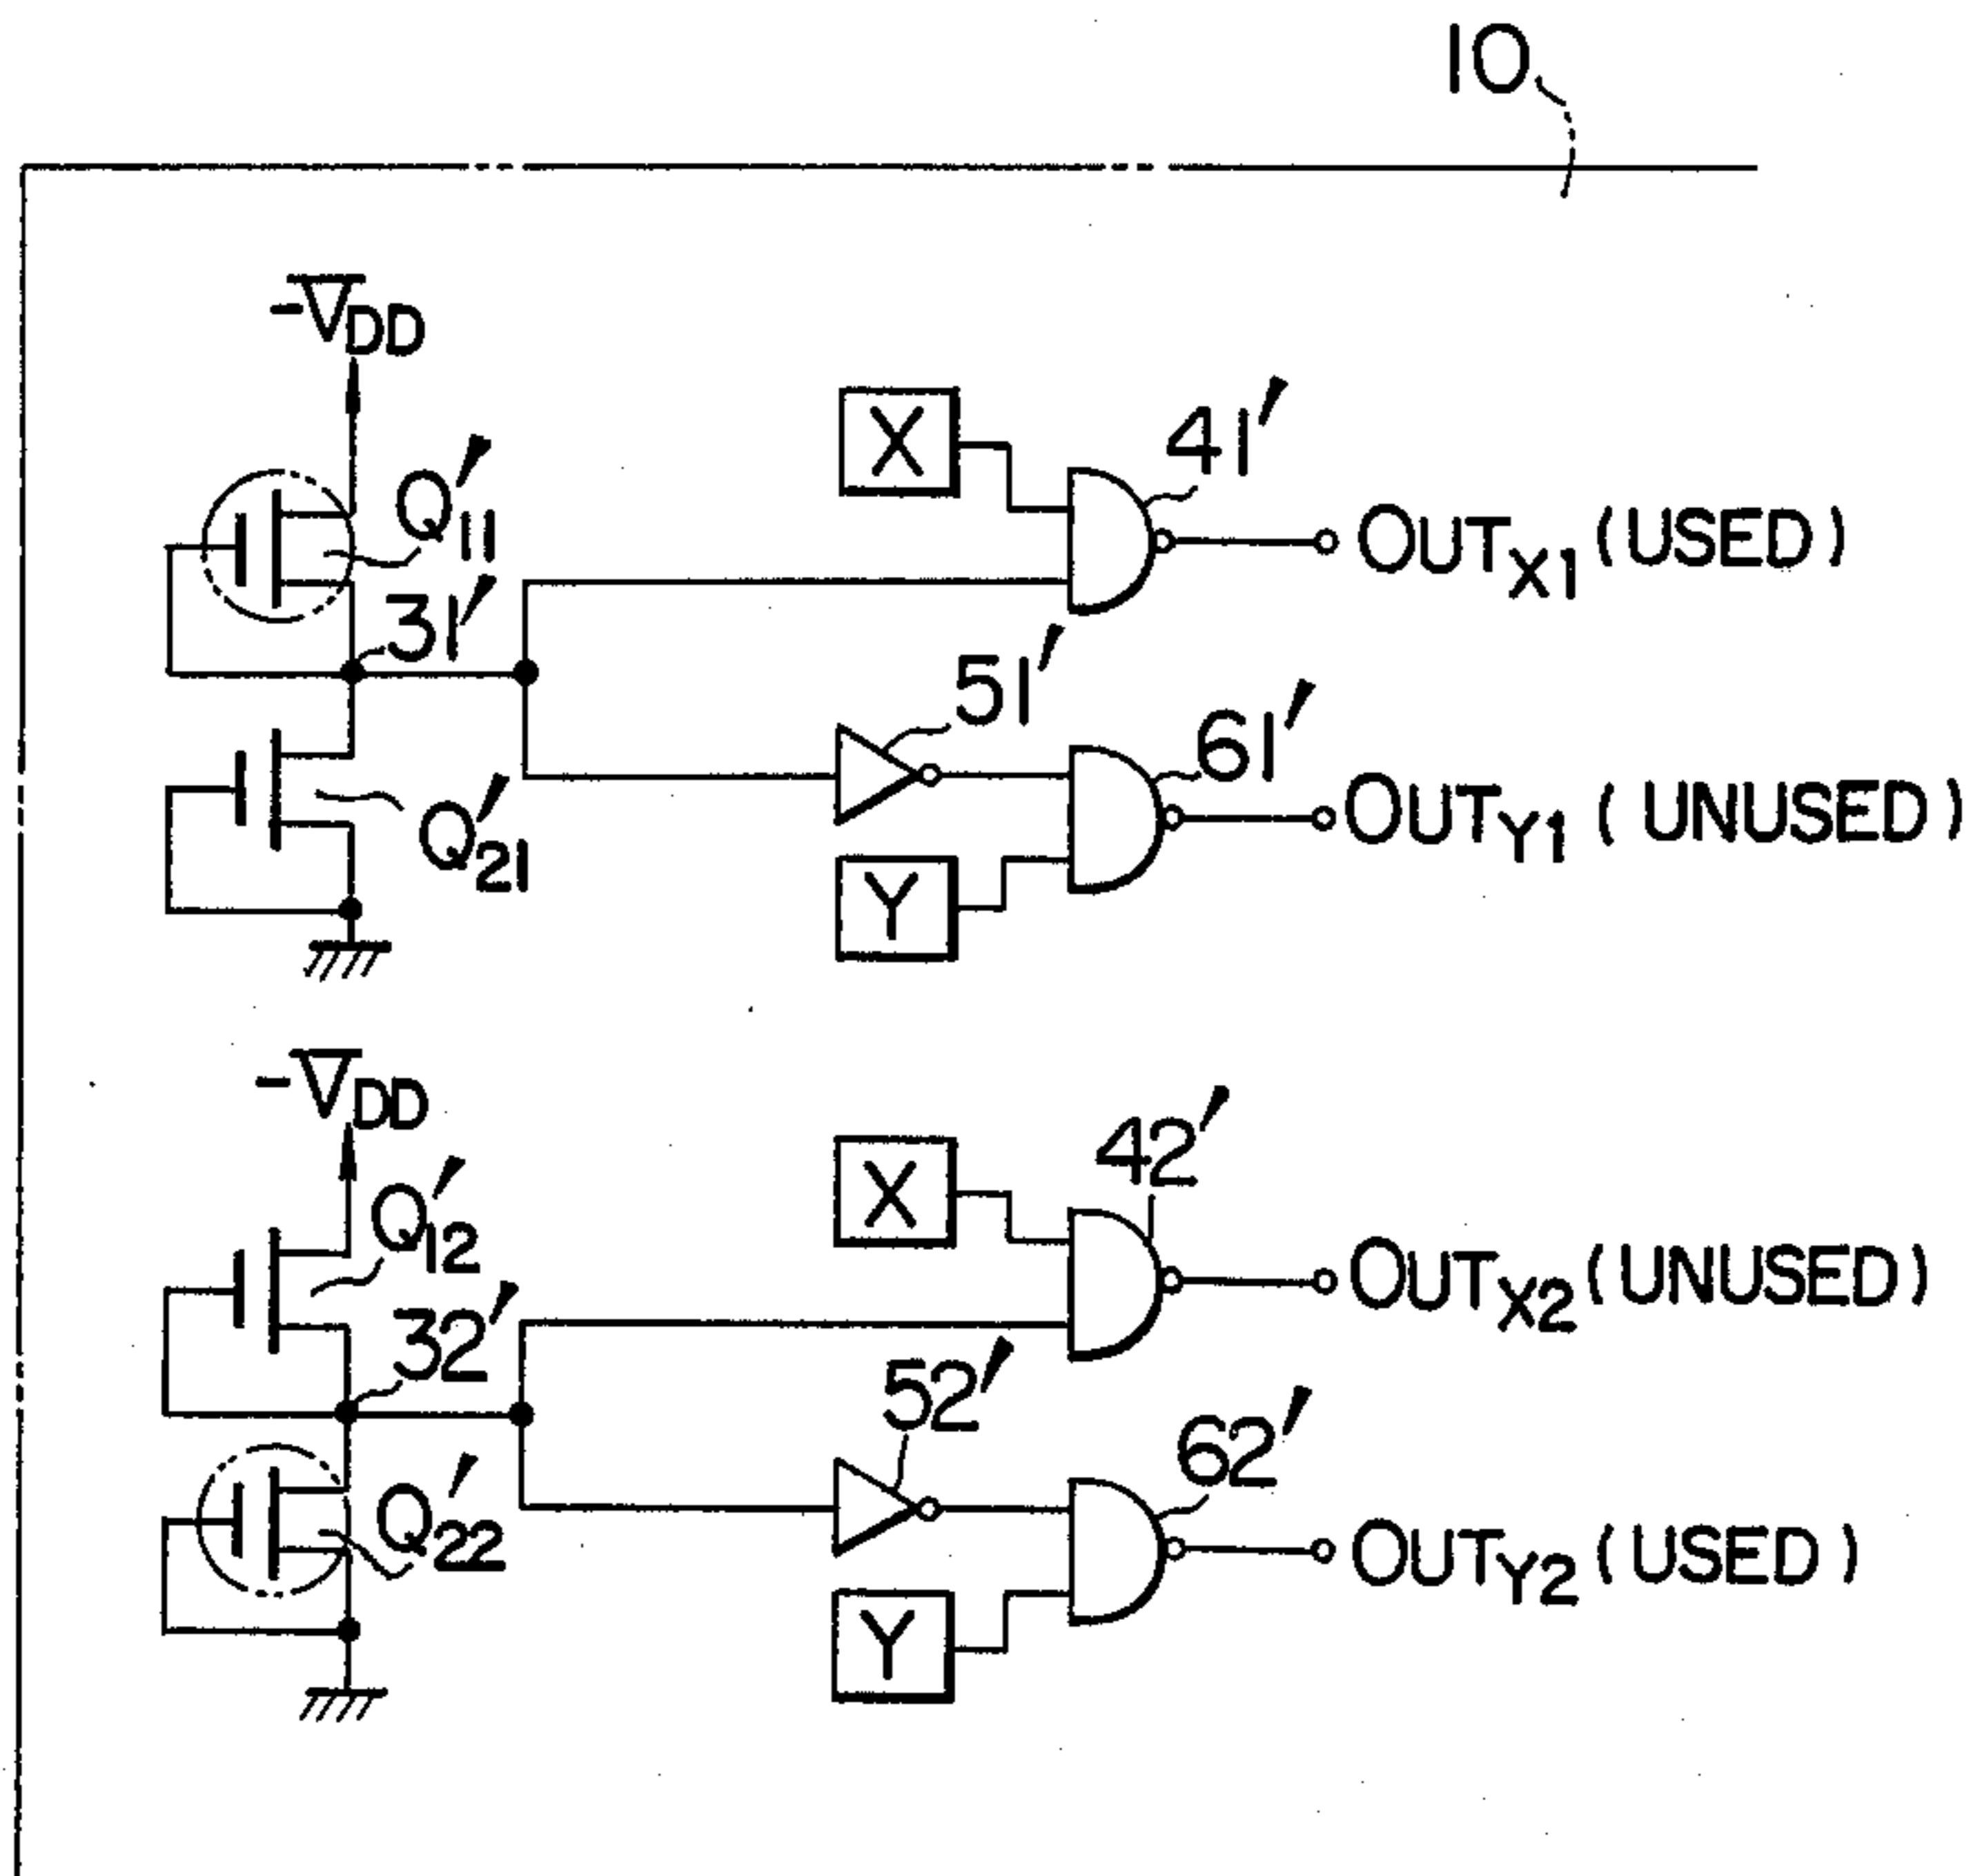 10
-VDD
Q'11
X
41'
OUTX1 (USED)
31'
51'
61'
Q'21
OUTY1 (UNUSED)
Y
-VDD
Q'12
X
42'
OUTX2 (UNUSED)
32'
52'
62'
Q'22
OUTY2 (USED)
Y